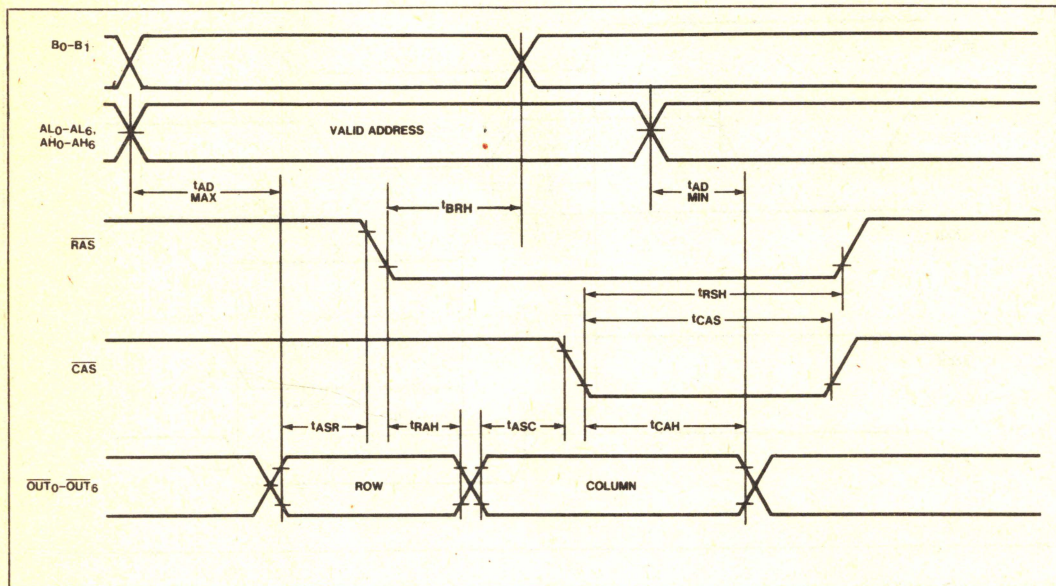 B0-B1
AL0-AL6,
AH0-AH6
VALID ADDRESS
tAD
MAX
tBRH
tAD
MIN
RAS
tRSH
tCAS
CAS
tASR
tRAH
tASC
tCAH
OUT0-OUT6
ROW
COLUMN